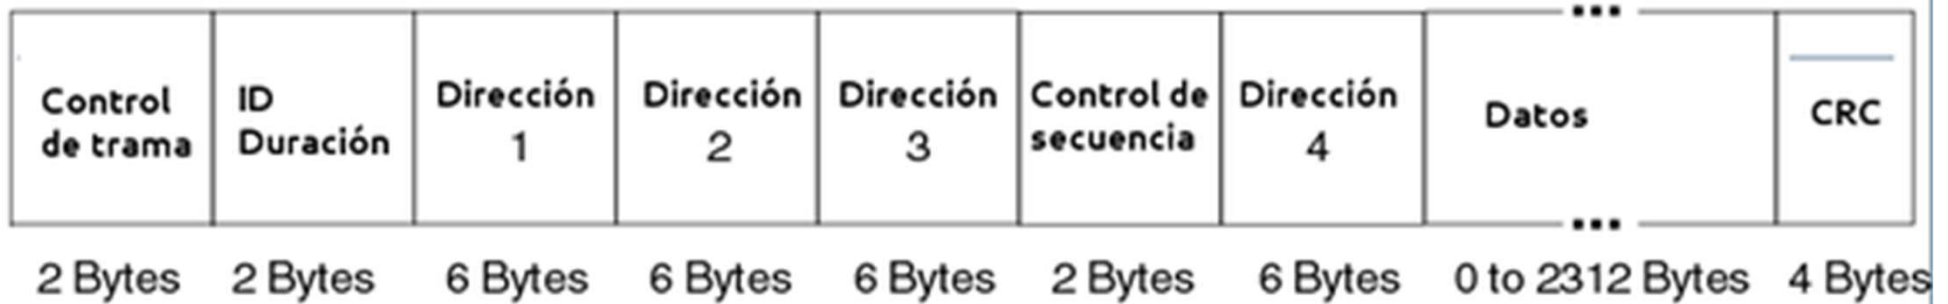 Control
de trama
ID
Duración
Dirección
1
Dirección
2
Dirección
3
Control de
secuencia
Dirección
4
Datos
CRC
2 Bytes
2 Bytes
6 Bytes
6 Bytes
6 Bytes
2 Bytes
6 Bytes
0 to 2312 Bytes
4 Bytes